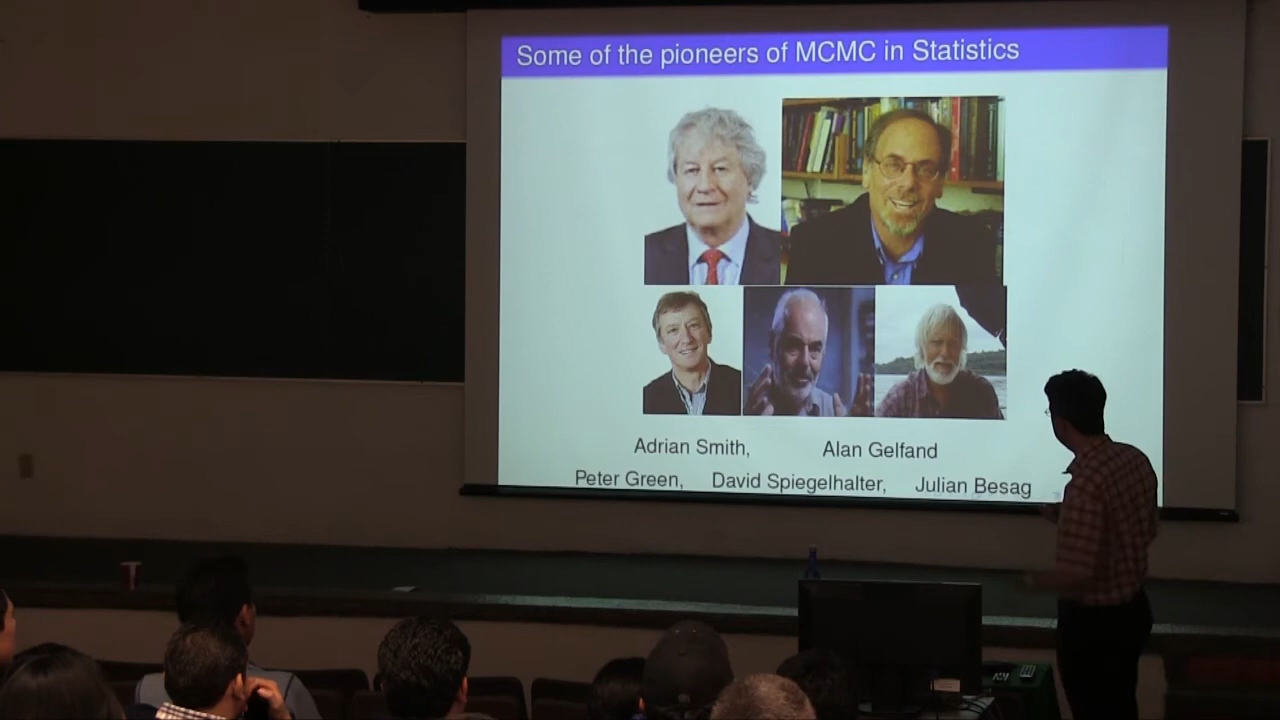 Some of the pioneers of MCMC in Statistics
Adrian Smith, Alan Gelfand
Peter Green, David Spiegelhalter, Julian Besag